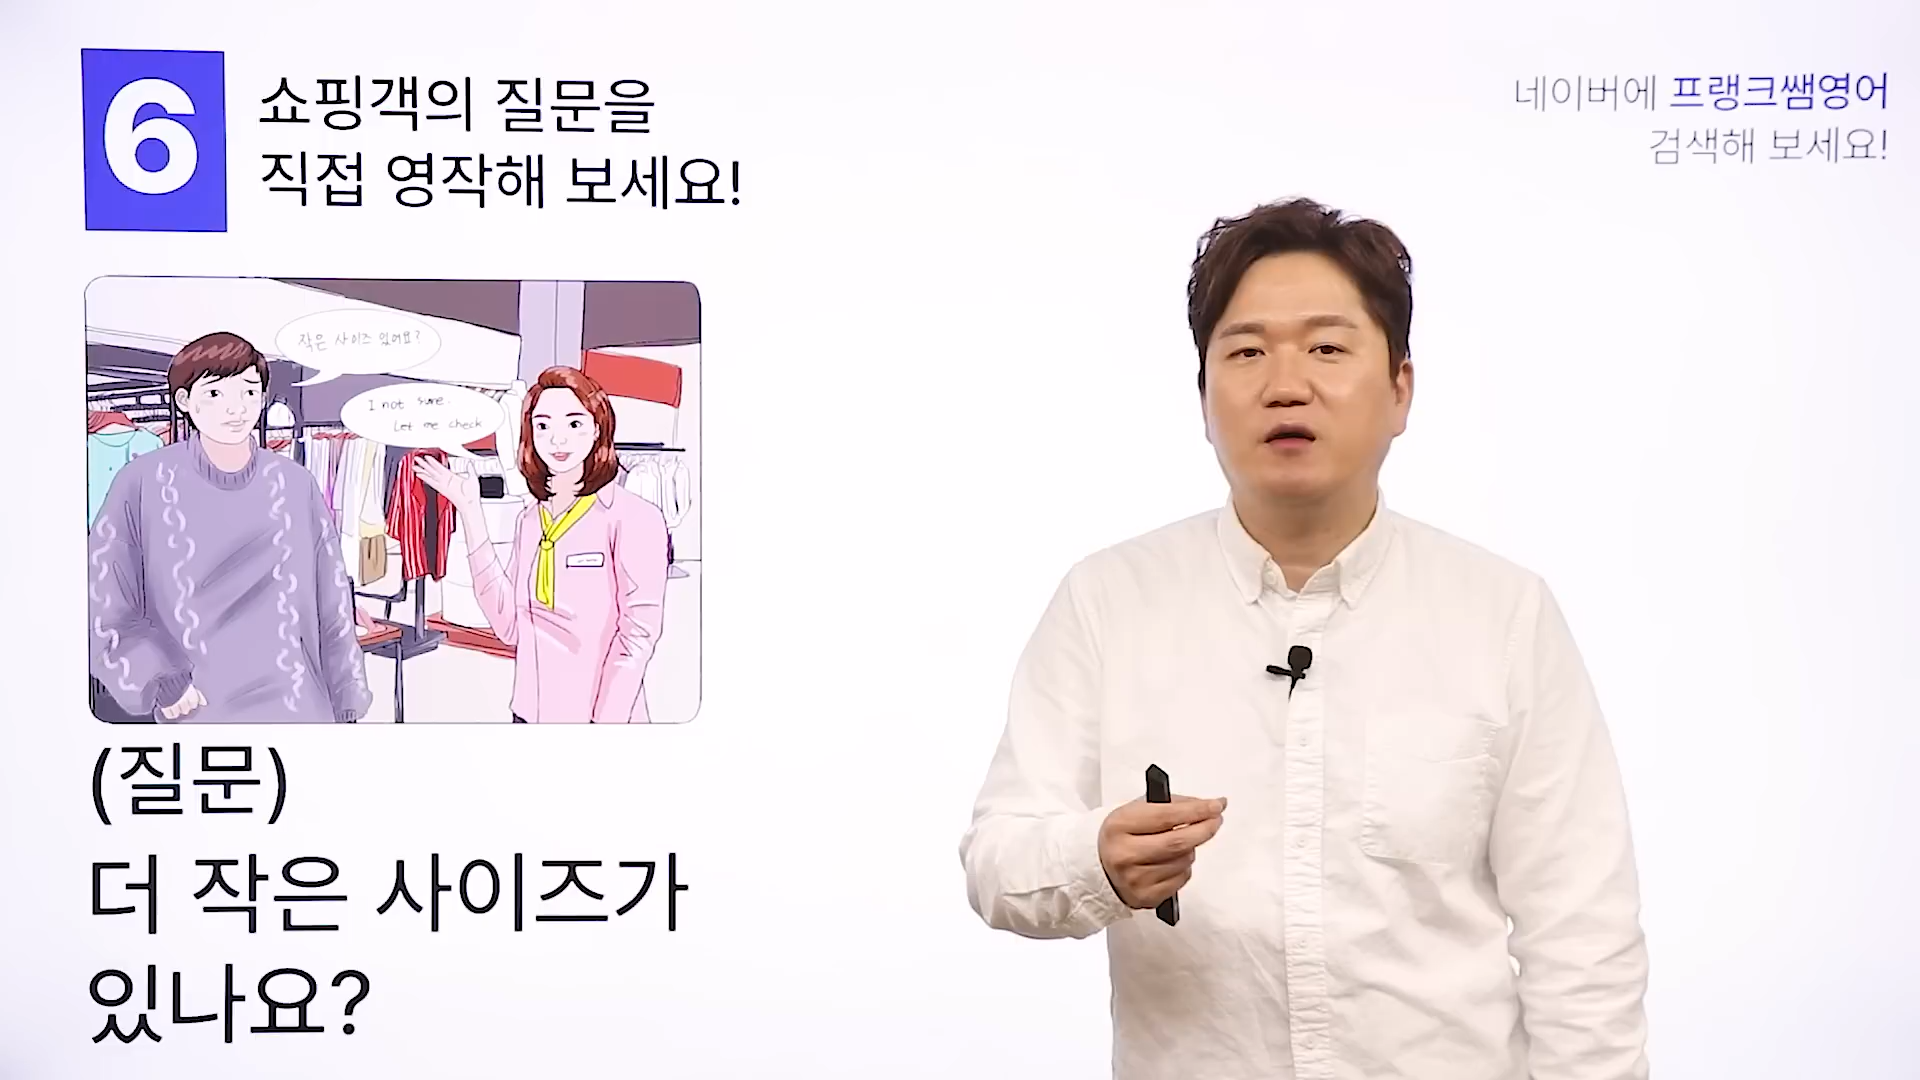 6
쇼핑객의 질문을
직접 영작해 보세요!
네이버에 프랭크쌤영어
검색해 보세요!
작은 사이즈 있어요?
I not sure.
Let me check
(질문)
더 작은 사이즈가
있나요?